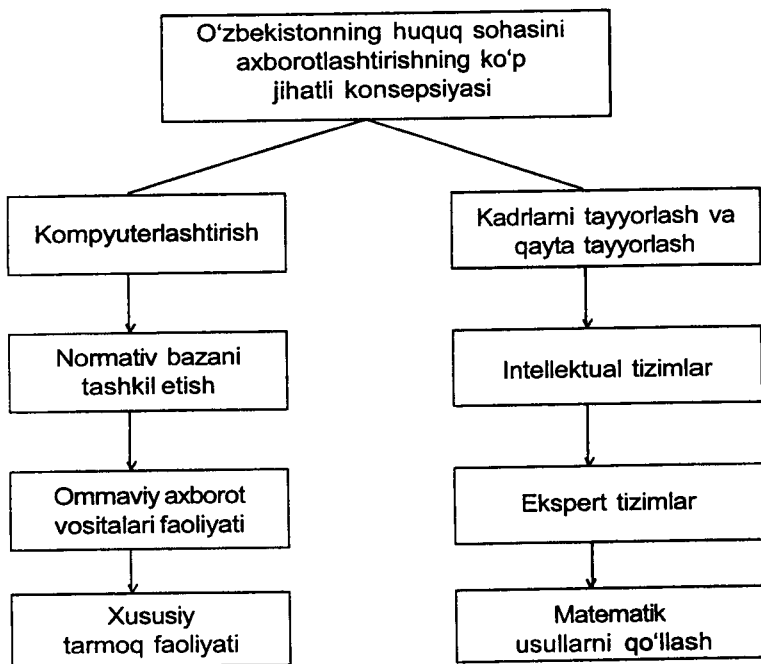 O‘zbekistonning huquq sohasini
axborotlashtirishning ko‘p
jihatli konsepsiyasi
Kompyuterlashtirish
Normativ bazani
tashkil etish
Ommaviy axborot
vositalari faoliyati
Xususiy
tarmoq faoliyati
Kadrlarni tayyorlash va
qayta tayyorlash
Intellektual tizimlar
Ekspert tizimlar
Matematik
usullarni qo‘llash